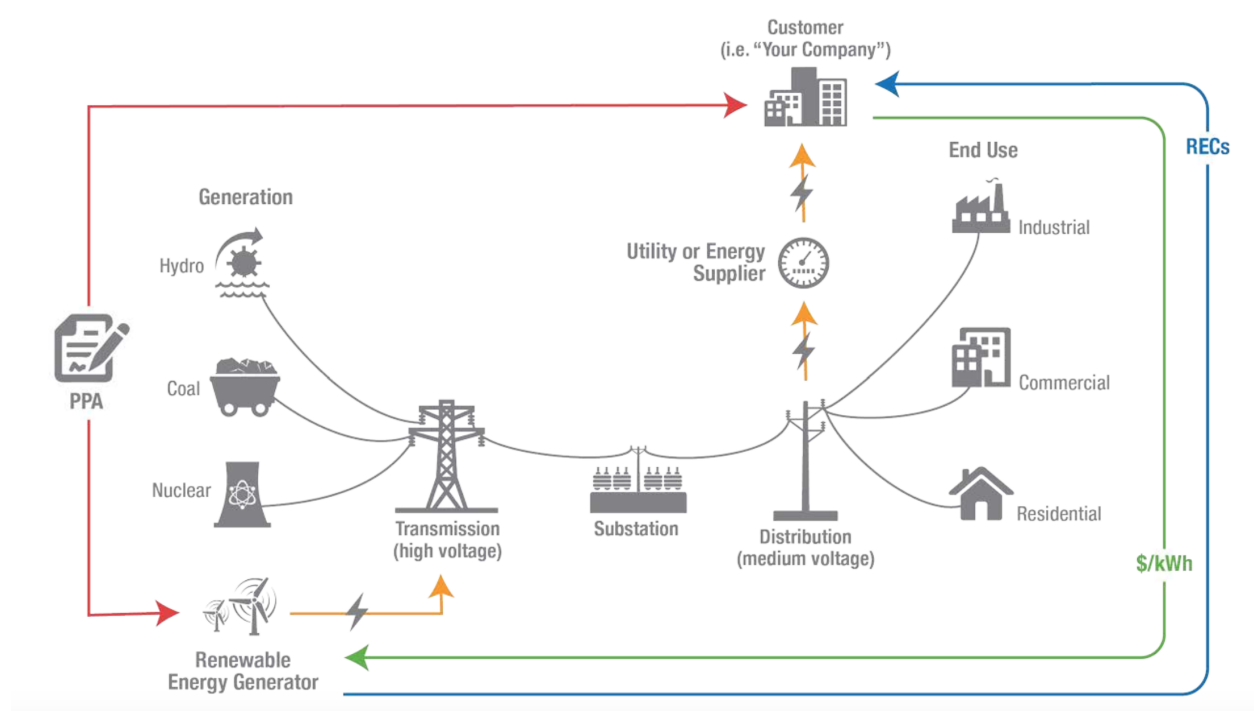 Customer
(i.e. “Your Company”)
RECs
End Use
Generation
Industrial
Hydro
Utility or Energy
Supplier
Coal
Commercial
PPA
Nuclear
Residential
Transmission
(high voltage)
Substation
Distribution
(medium voltage)
$/kWh
Renewable
Energy Generator